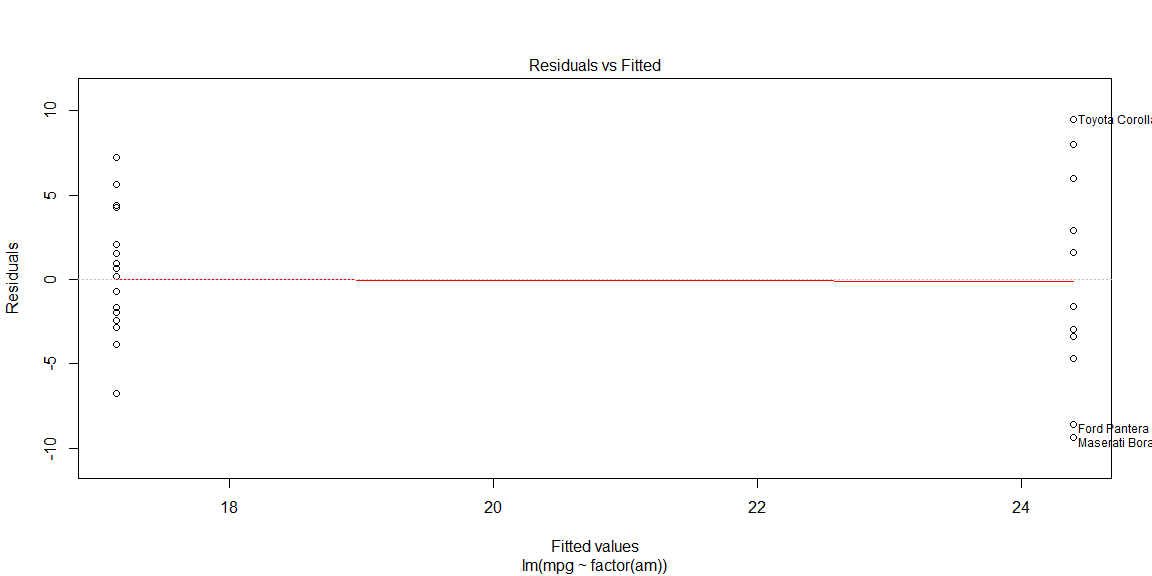 Residuals vs Fitted
10
5
0
-5
-10
Residuals
Toyota Coroll
Ford Pantera
Maserati Bora
18
20
22
24
Fitted values
lm(mpg ~ factor(am))